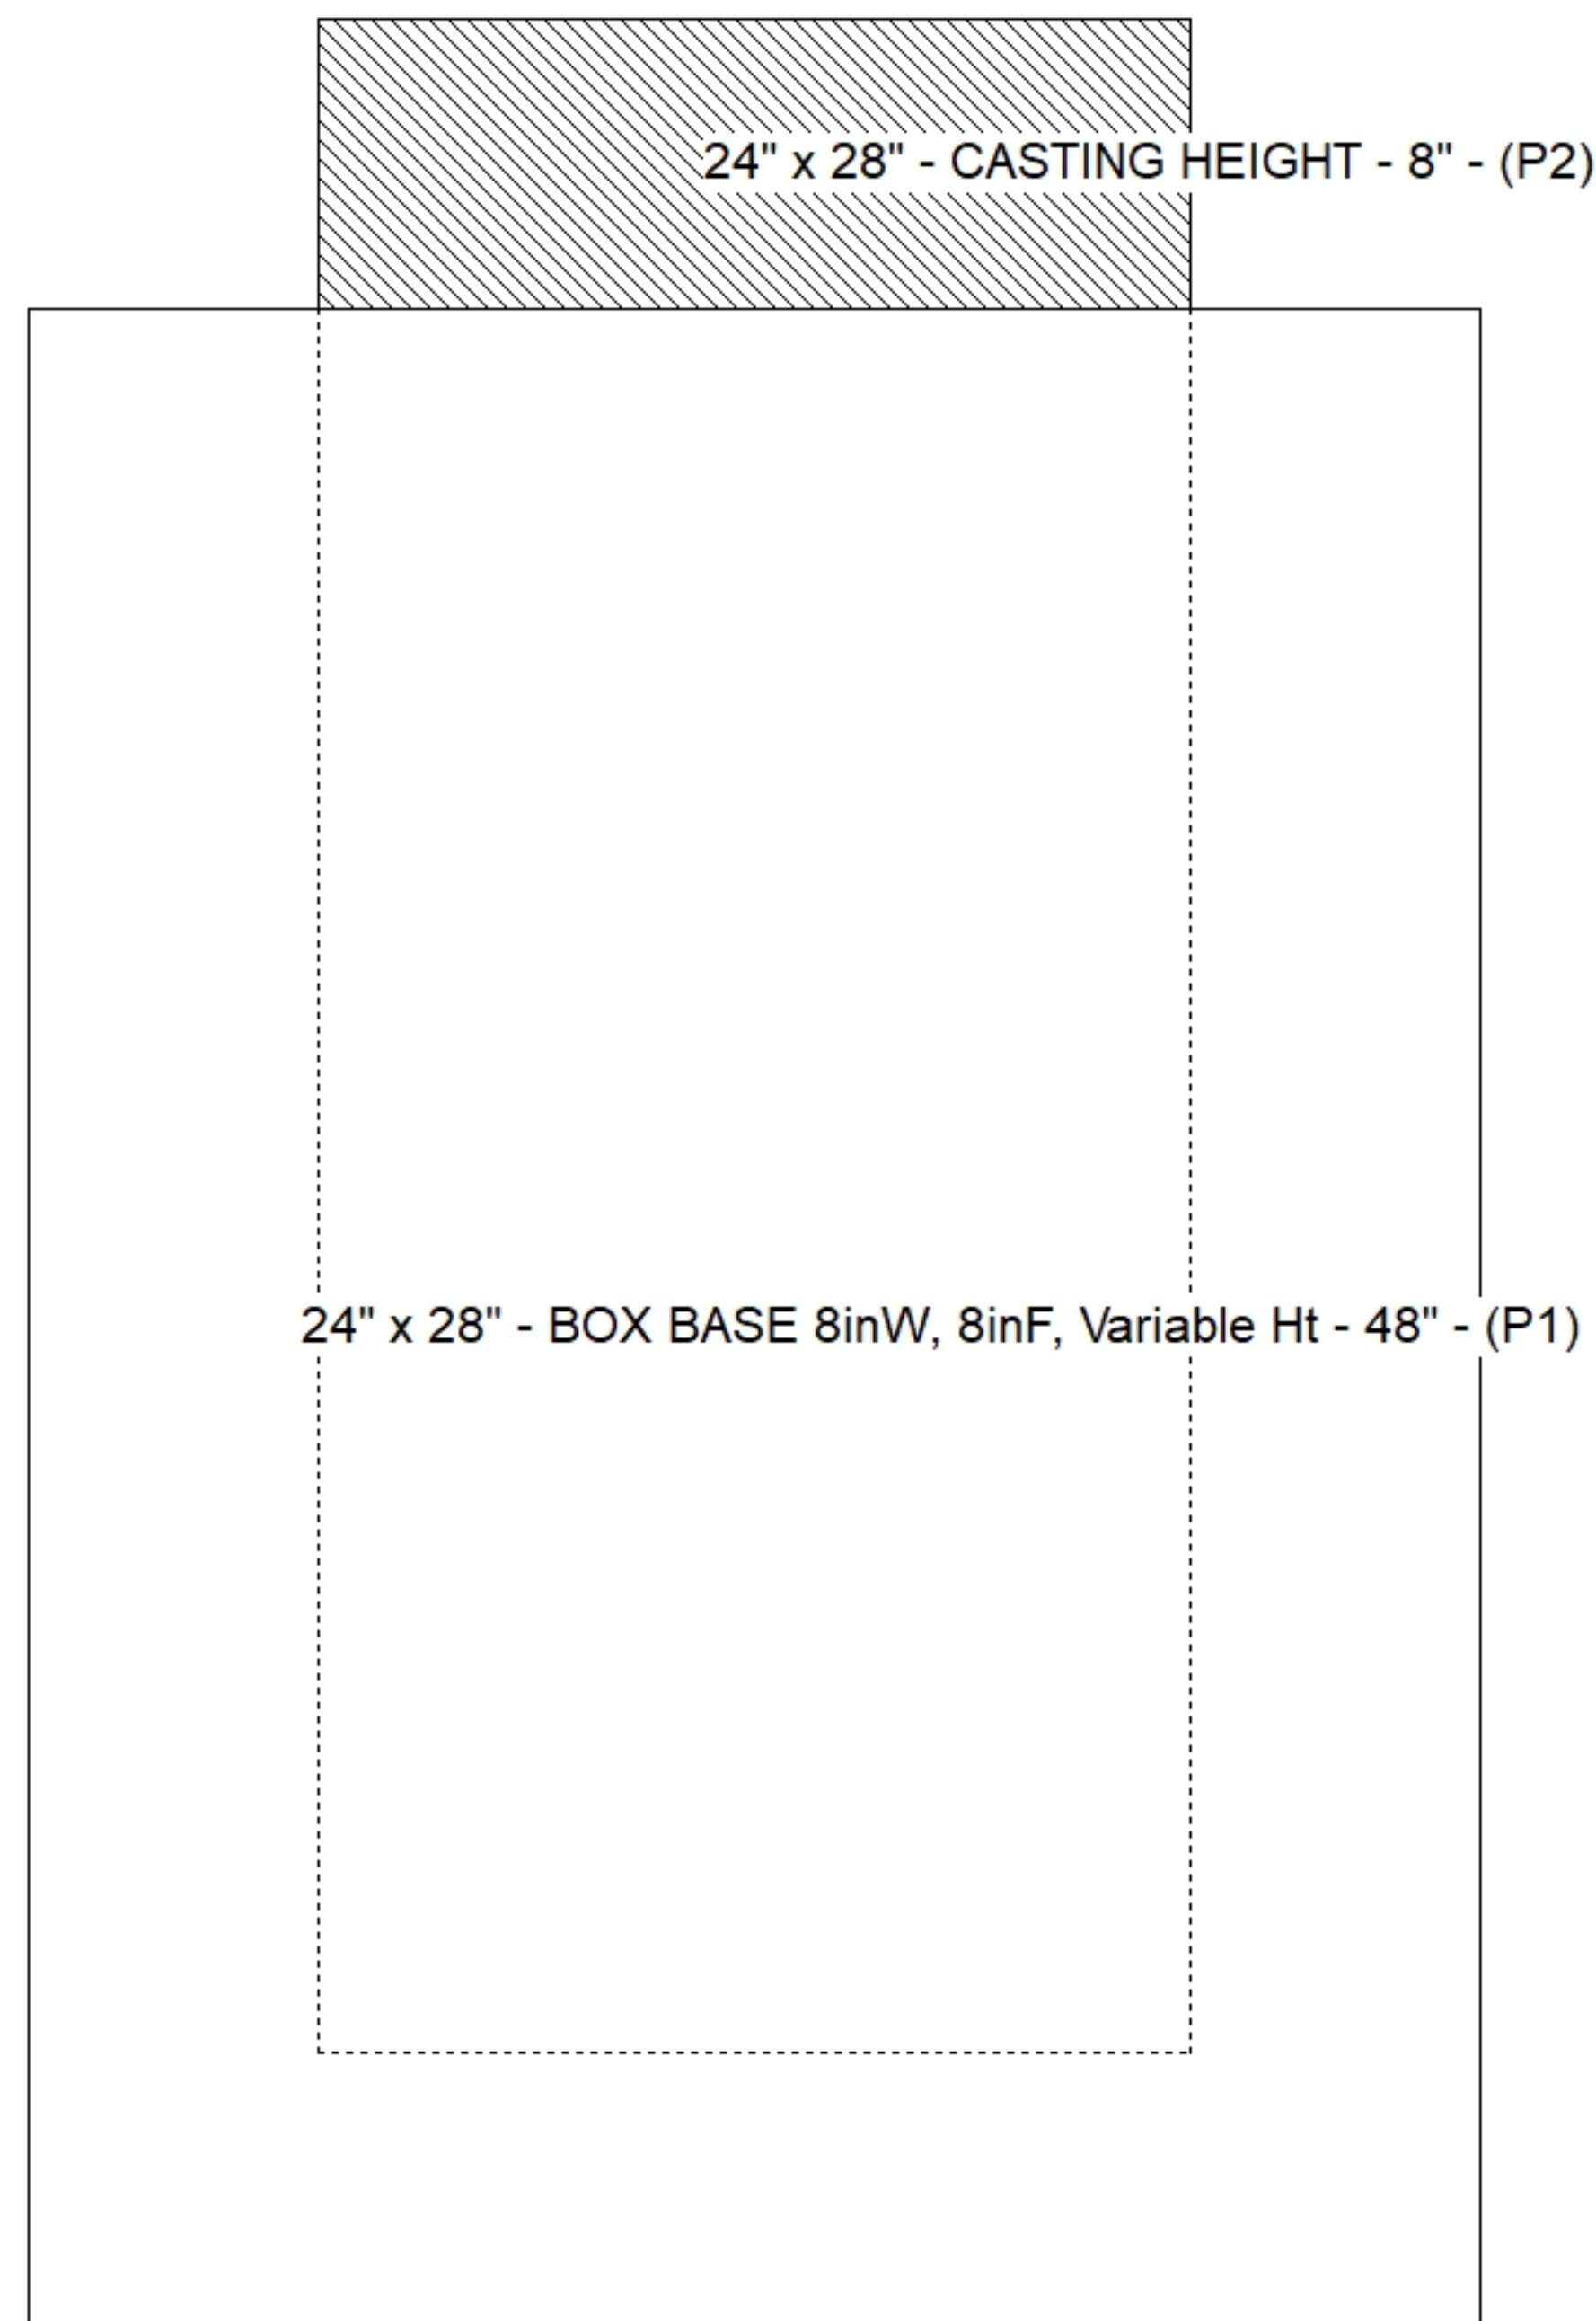 24" x 28" - CASTING HEIGHT - 8" - (P2)
24" x 28" - BOX BASE 8inW, 8inF, Variable Ht - 48" - (P1)